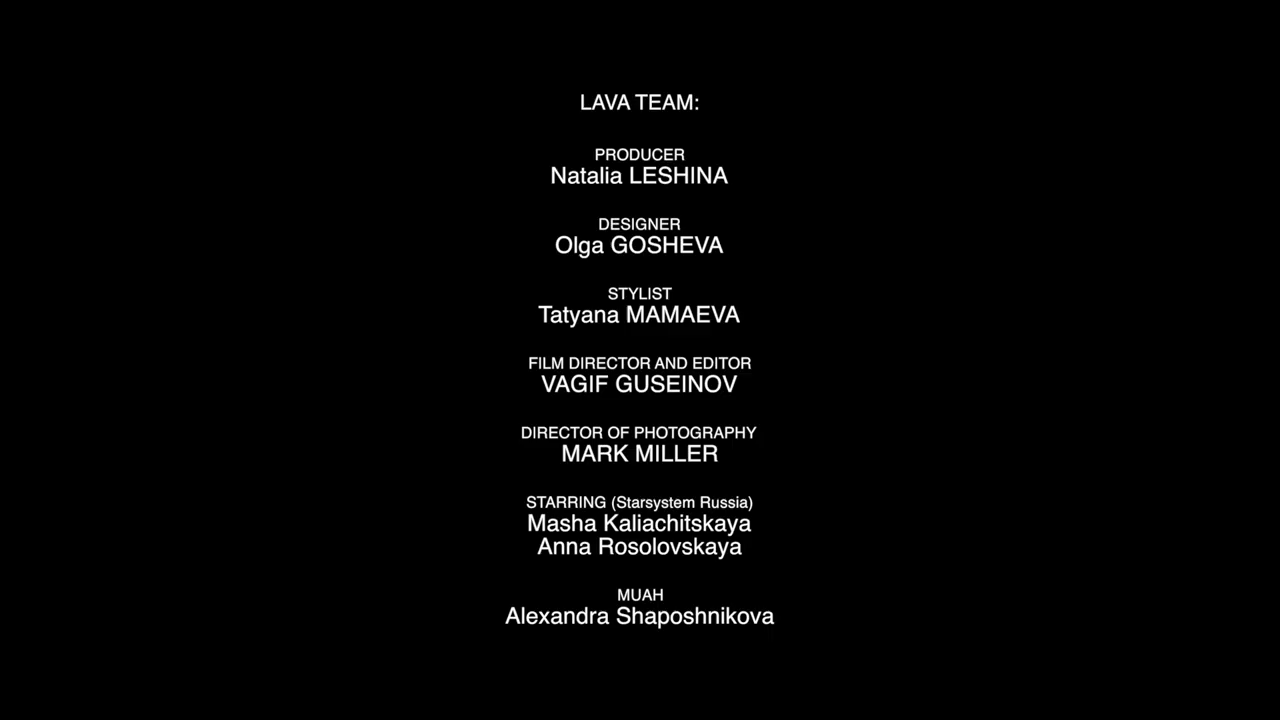 LAVA TEAM:
PRODUCER
Natalia LESHINA
DESIGNER
Olga GOSHEVA
STYLIST
Tatyana MAMAEVA
FILM DIRECTOR AND EDITOR
VAGIF GUSEINOV
DIRECTOR OF PHOTOGRAPHY
MARK MILLER
STARRING (Starsystem Russia)
Masha Kaliachitskaya
Anna Rosolovskaya
MUAH
Alexandra Shaposhnikova